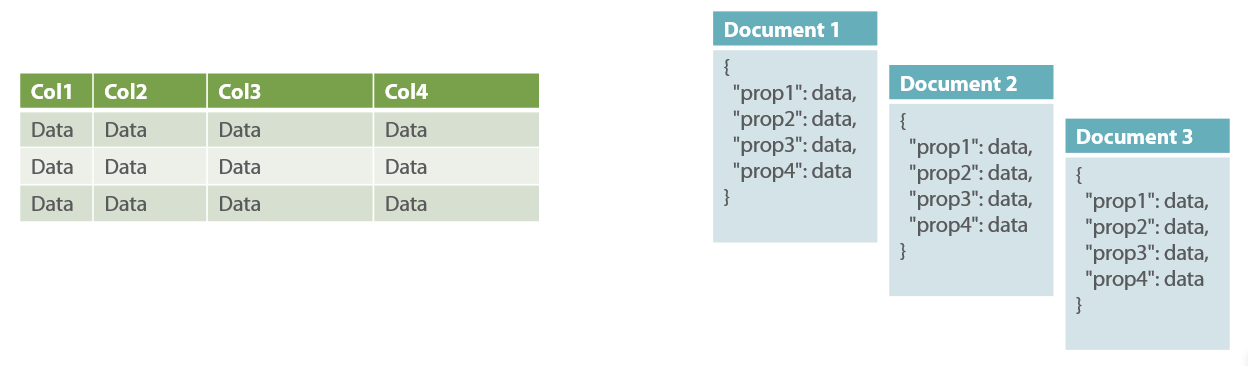 Col1 Col2 Col3 Col4
Data Data Data Data
Data Data Data Data
Data Data Data Data
Document 1
{
"prop1": data,
"prop2": data,
"prop3": data,
"prop4": data
}
Document 2
{
"prop1": data,
"prop2": data,
"prop3": data,
"prop4": data
}
Document 3
{
"prop1": data,
"prop2": data,
"prop3": data,
"prop4": data
}